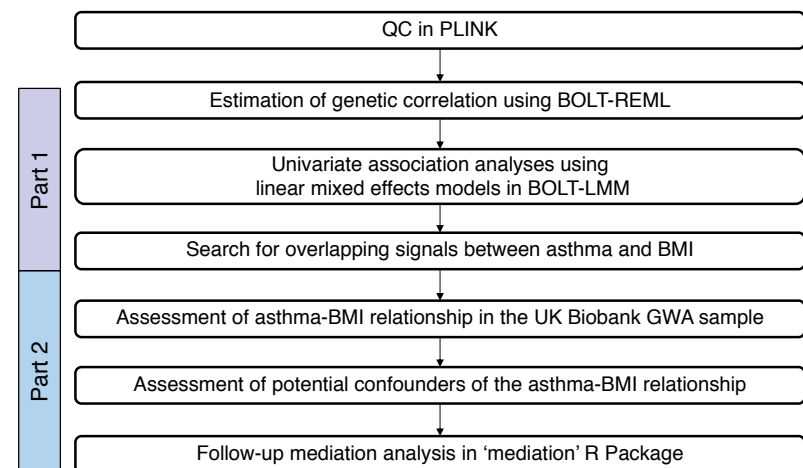 QC in PLINK
Part 1
Estimation of genetic correlation using BOLT-REML
Univariate association analyses using
linear mixed effects models in BOLT-LMM
Search for overlapping signals between asthma and BMI
Part 2
Assessment of asthma-BMI relationship in the UK Biobank GWA sample
Assessment of potential confounders of the asthma-BMI relationship
Follow-up mediation analysis in ‘mediation’ R Package